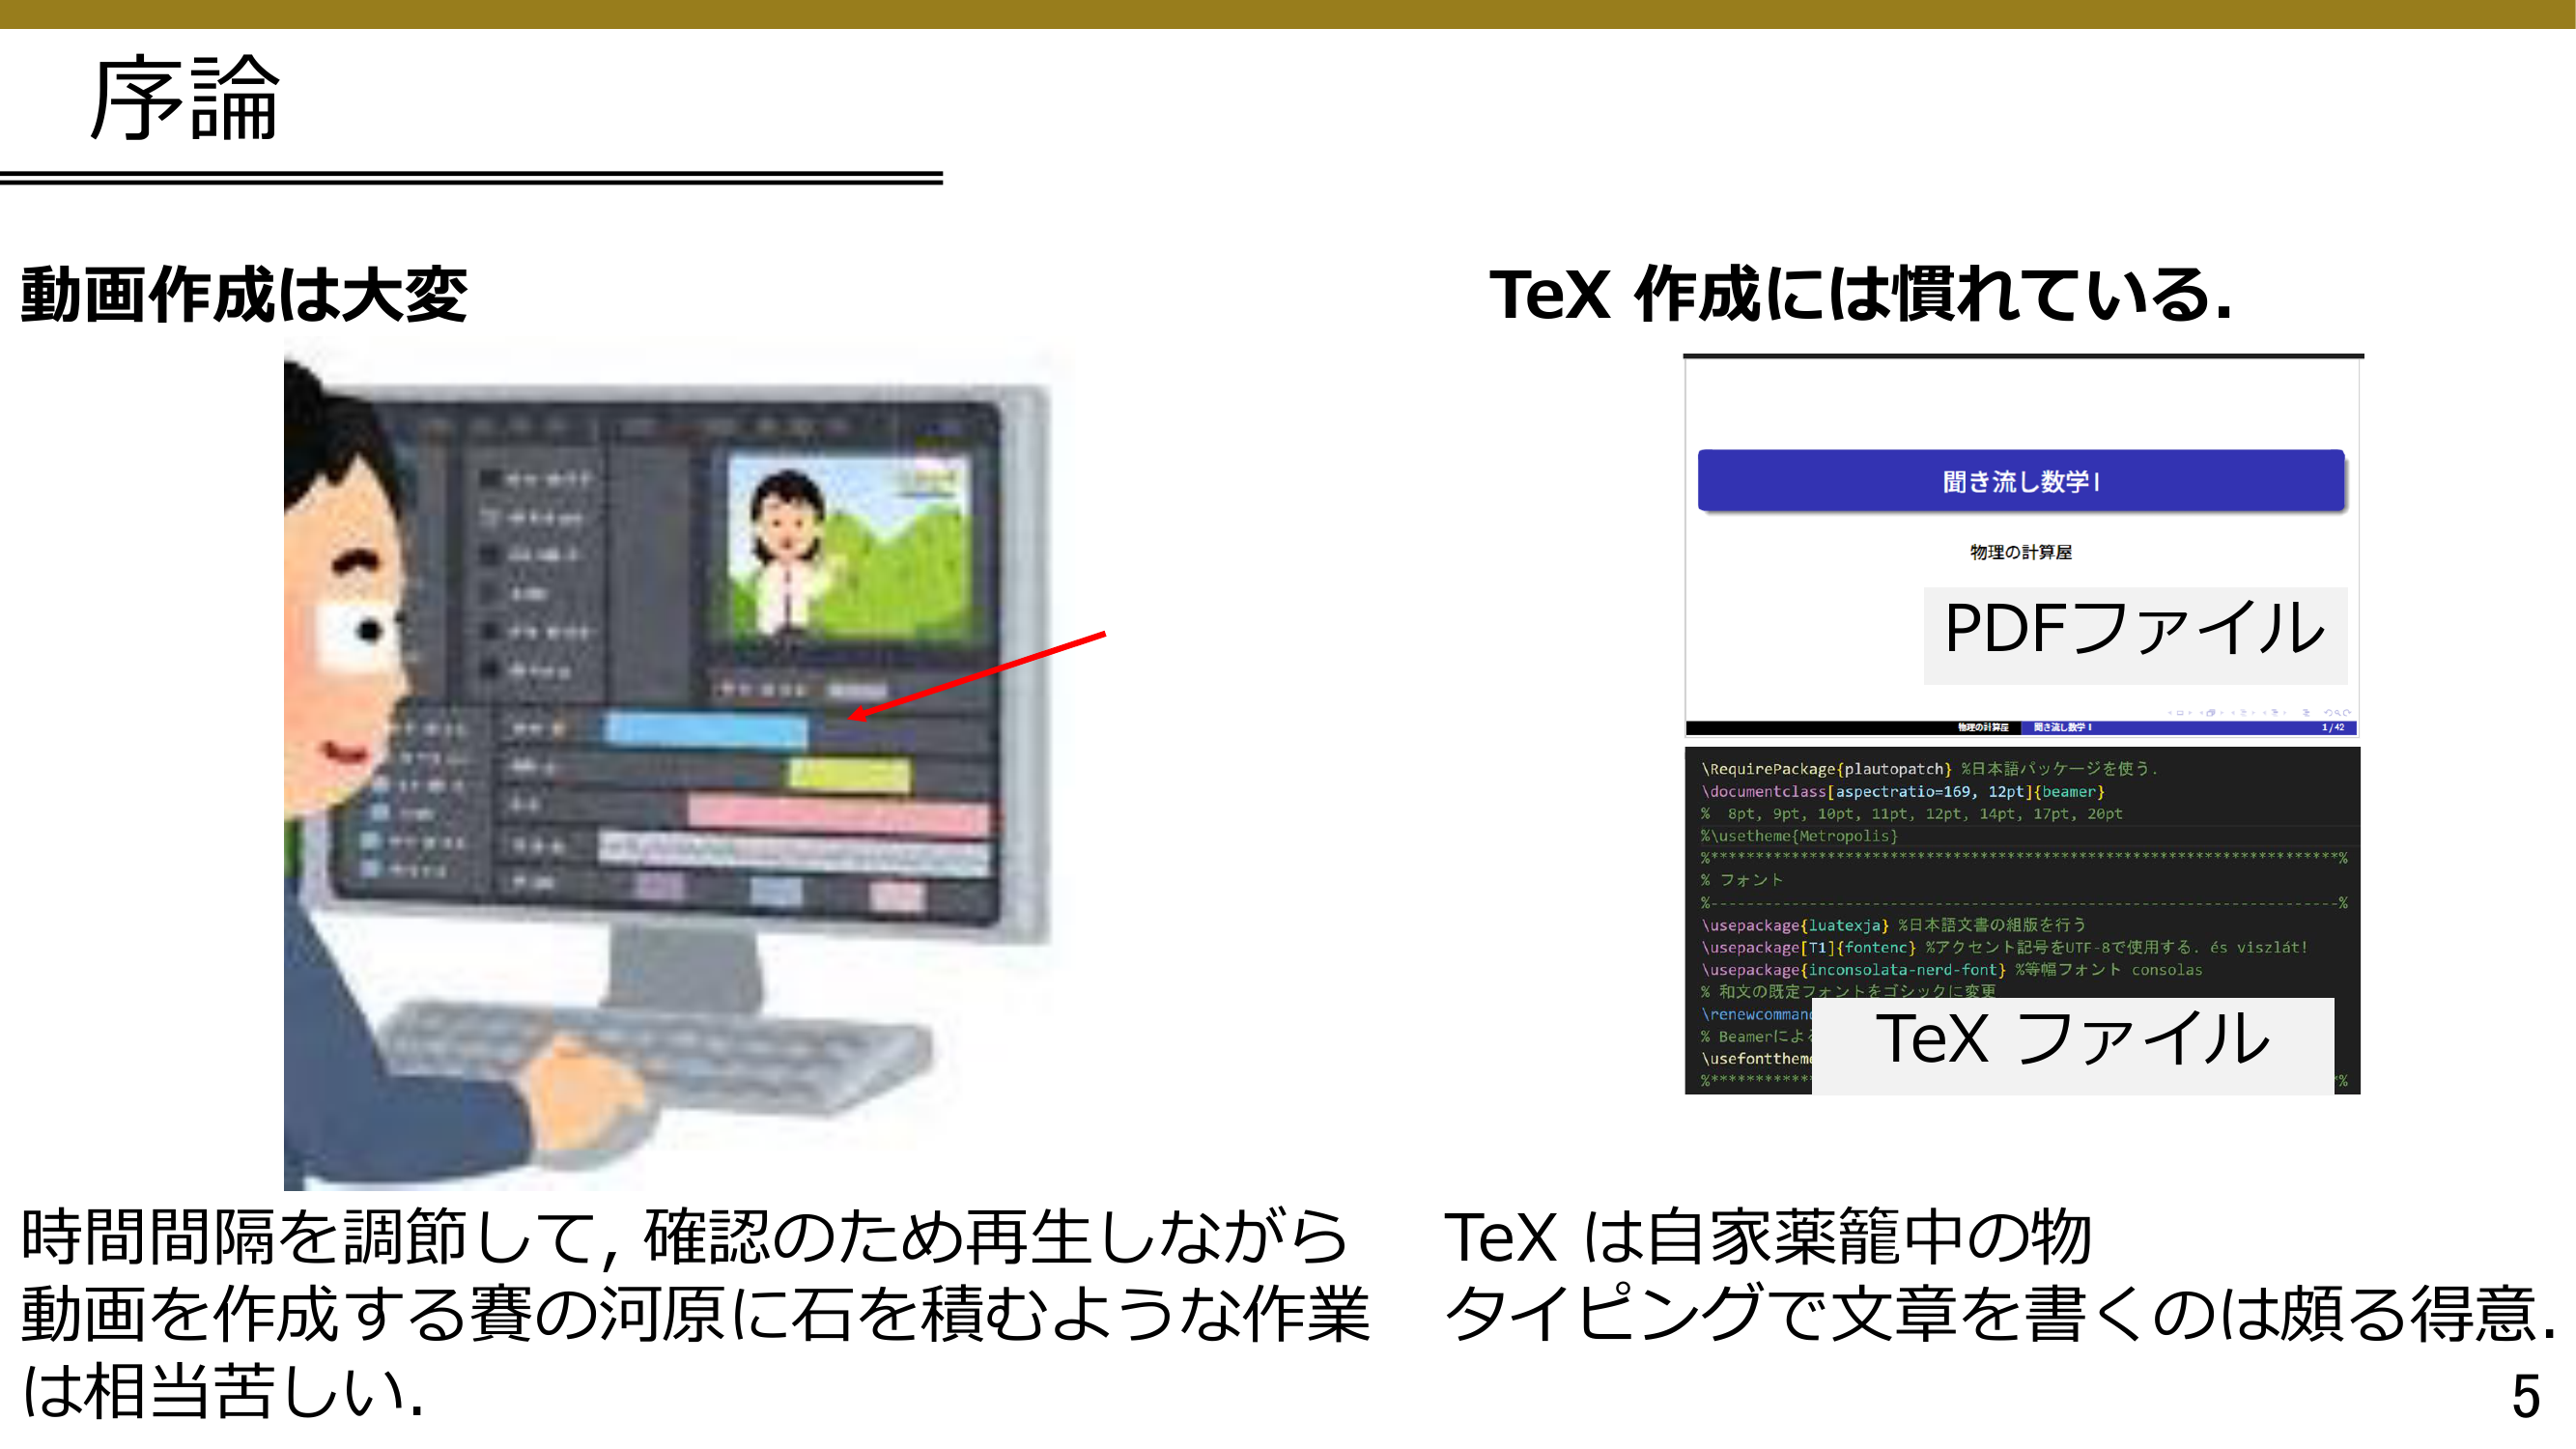 序論
動画作成は大変
TeX 作成には慣れている.
聞き流し数学I
物理の計算屋
PDFファイル
物理の計算屋 聞き流し数学 I 1 / 42
\RequirePackage{plautopatch} %日本語パッケージを使う.
\documentclass[aspectratio=169, 12pt]{beamer}
%  8pt, 9pt, 10pt, 11pt, 12pt, 14pt, 17pt, 20pt
%\usetheme{Metropolis}
%**********************************************************************%
% フォント
%----------------------------------------------------------------------%
\usepackage{luatexja} %日本語文書の組版を行う
\usepackage[T1]{fontenc} %アクセント記号をUTF-8で使用する. és viszlát!
\usepackage{inconsolata-nerd-font} %等幅フォント consolas
% 和文の既定フォントをゴシックに変更
\renewcomman
% Beamerによ
\usefonttheme
TeX ファイル
時間間隔を調節して, 確認のため再生しながら
動画を作成する賽の河原に石を積むような作業
は相当苦しい.
TeX は自家薬籠中の物
タイピングで文章を書くのは頗る得意.
5